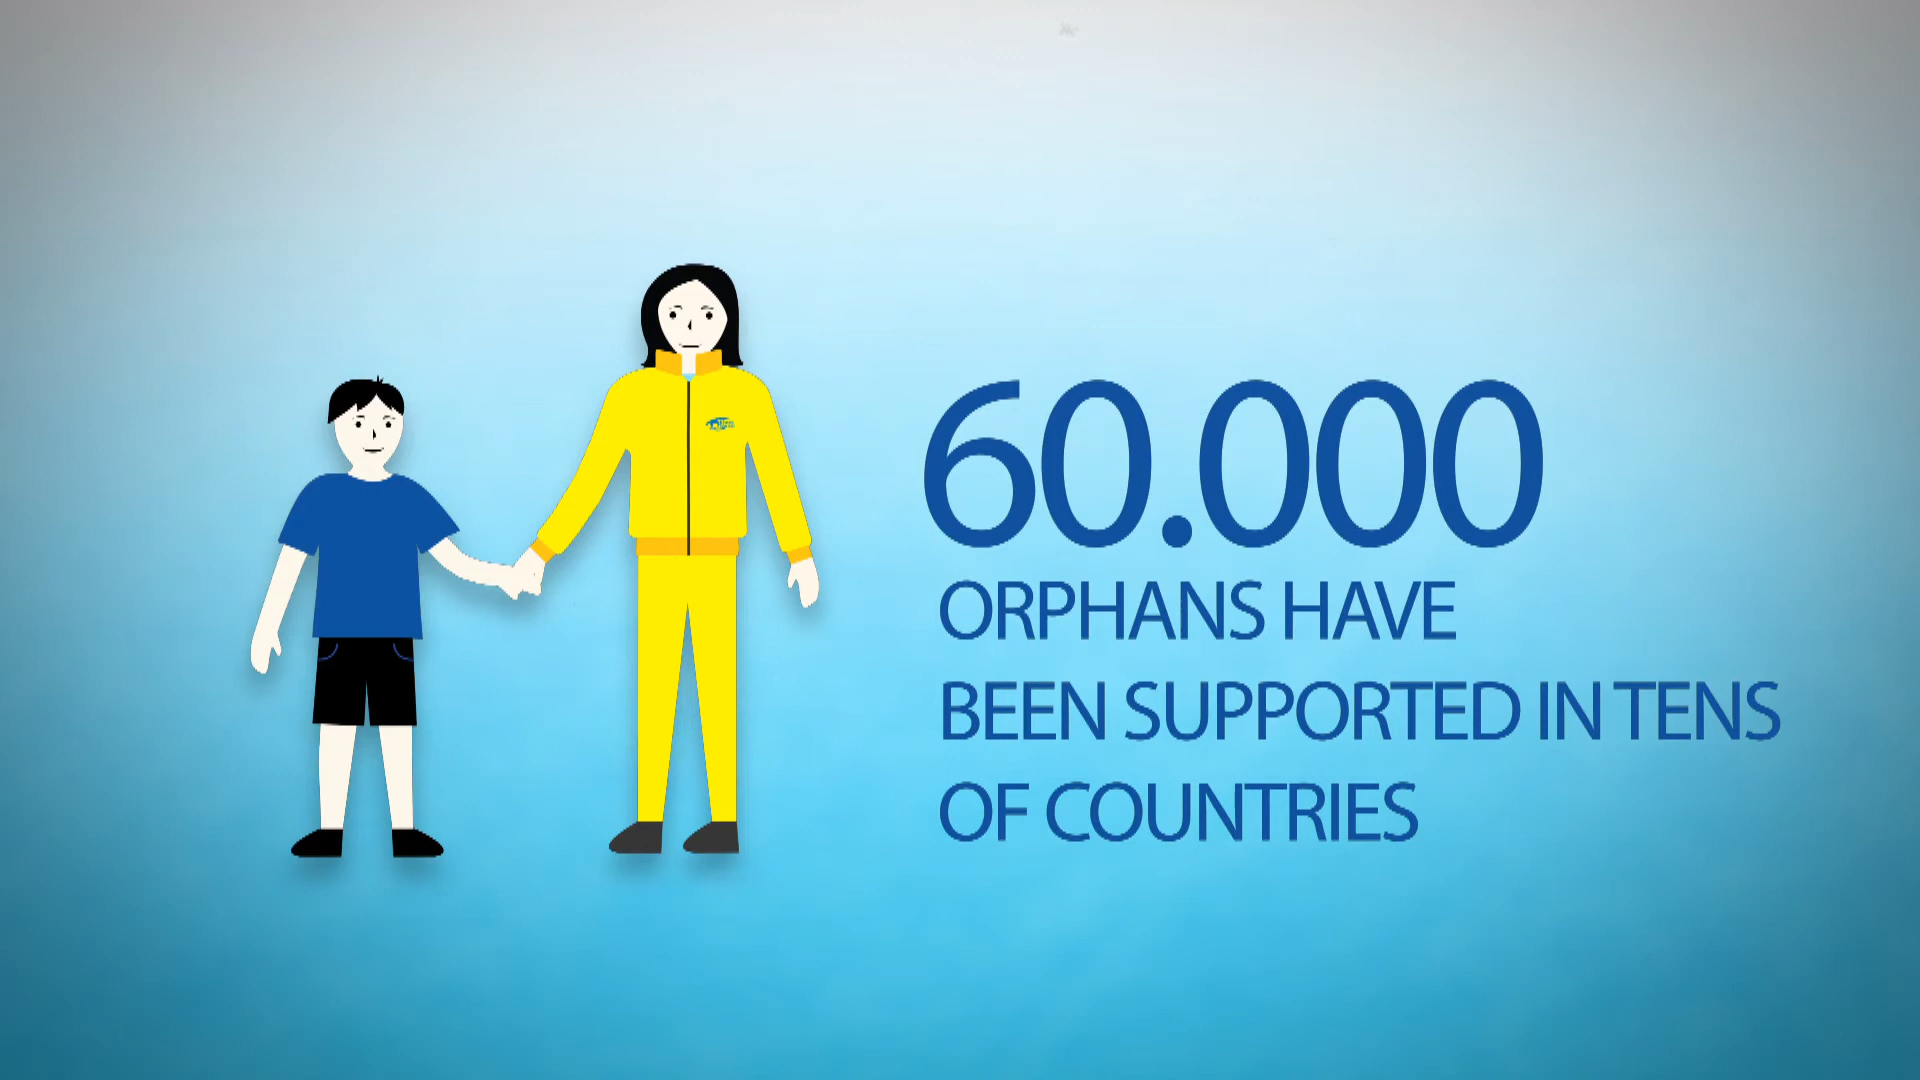 60.000
ORPHANS HAVE
BEEN SUPPORTED IN TENS
OF COUNTRIES